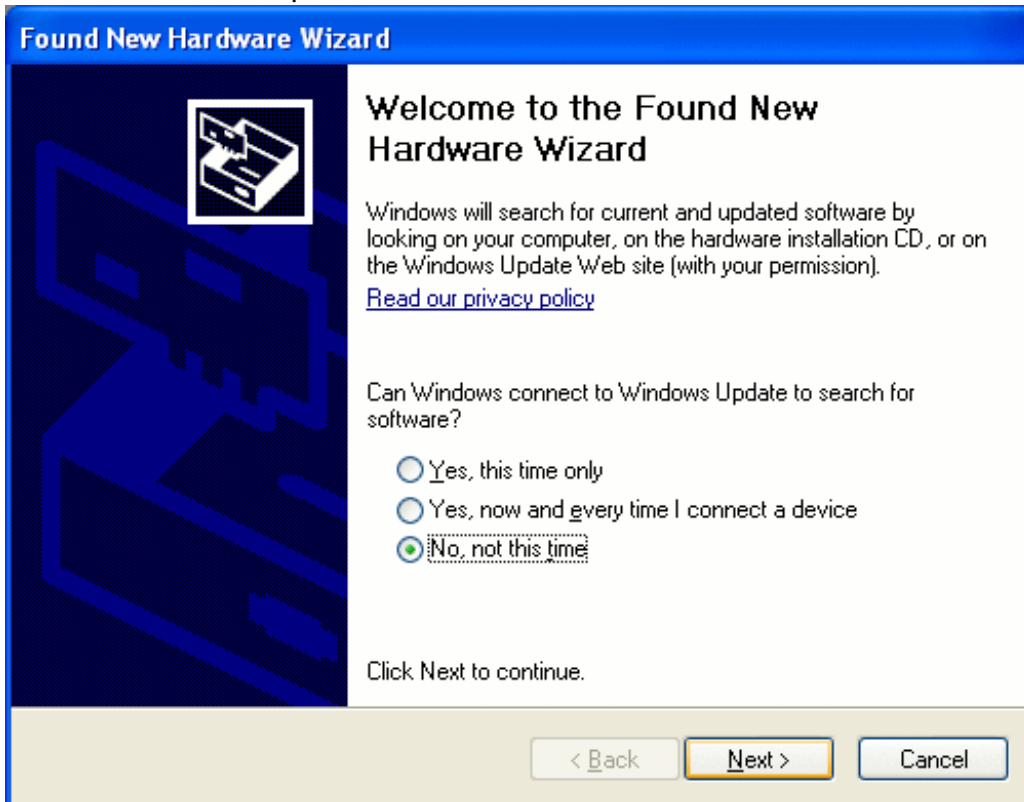 Found New Hardware Wizard
Welcome to the Found New
Hardware Wizard
Windows will search for current and updated software by
looking on your computer, on the hardware installation CD, or on
the Windows Update Web site (with your permission).
Read our privacy policy
Can Windows connect to Windows Update to search for
software?
Yes, this time only
Yes, now and every time I connect a device
No, not this time
Click Next to continue.
< Back Next > Cancel